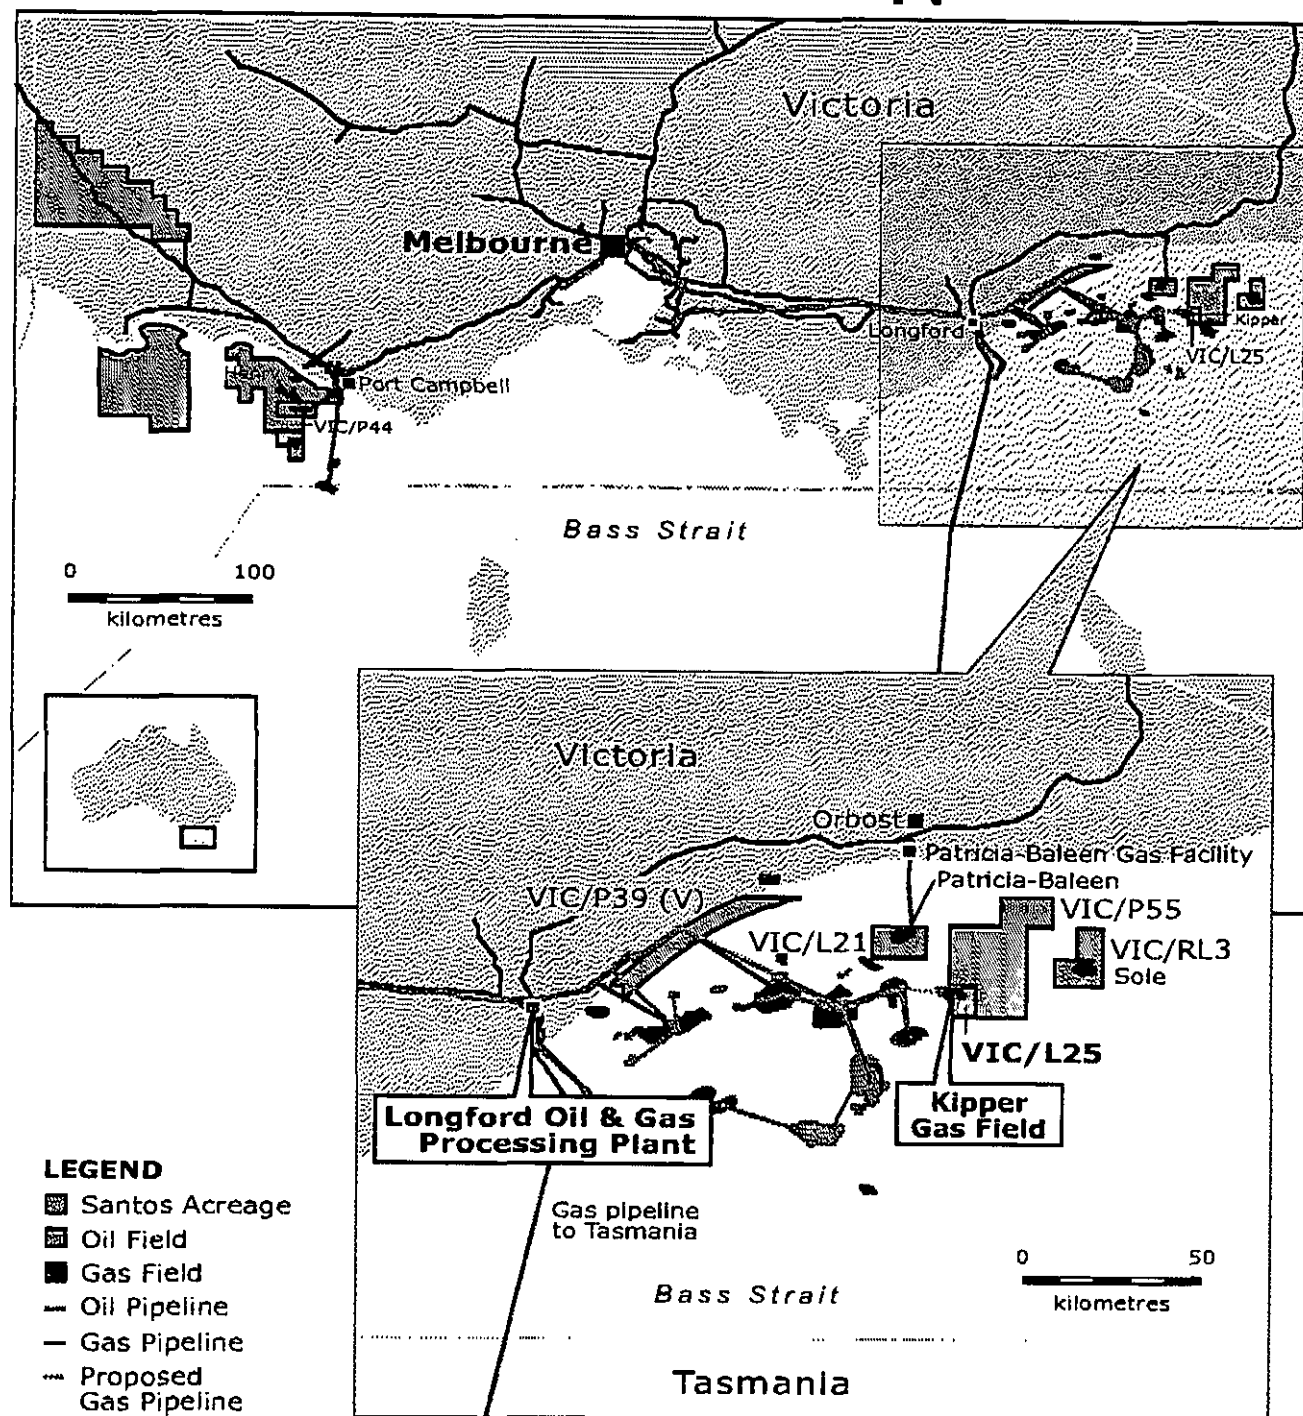 Victoria
Melbourne
Longford
Kipper
VIC/L25
Port Campbell
VIC/P44
Bass Strait
0 100
kilometres
Victoria
Orbost
Patricia-Baleen Gas Facility
Patricia-Baleen
VIC/P39 (V)
VIC/P55
VIC/L21
VIC/RL3
Sole
VIC/L25
Kipper
Gas Field
Longford Oil & Gas
Processing Plant
Gas pipeline
to Tasmania
0 50
kilometres
Bass Strait
Tasmania
LEGEND
Santos Acreage
Oil Field
Gas Field
Oil Pipeline
Gas Pipeline
Proposed
Gas Pipeline